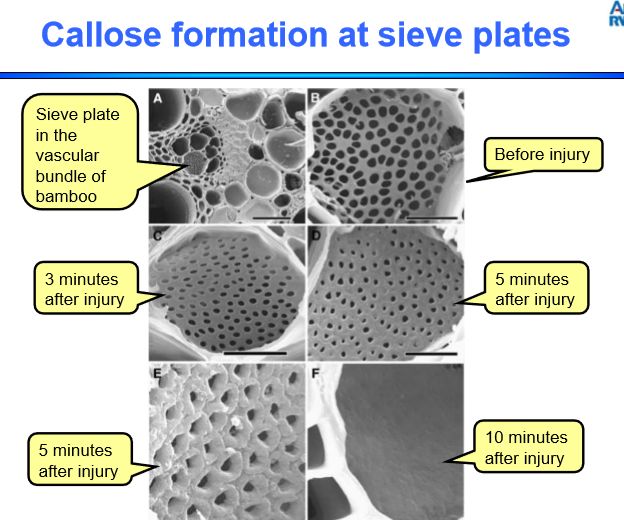 Callose formation at sieve plates
Sieve plate
in the
vascular
bundle of
bamboo
A
B
Before injury
3 minutes
after injury
C
D
5 minutes
after injury
5 minutes
after injury
E
F
10 minutes
after injury